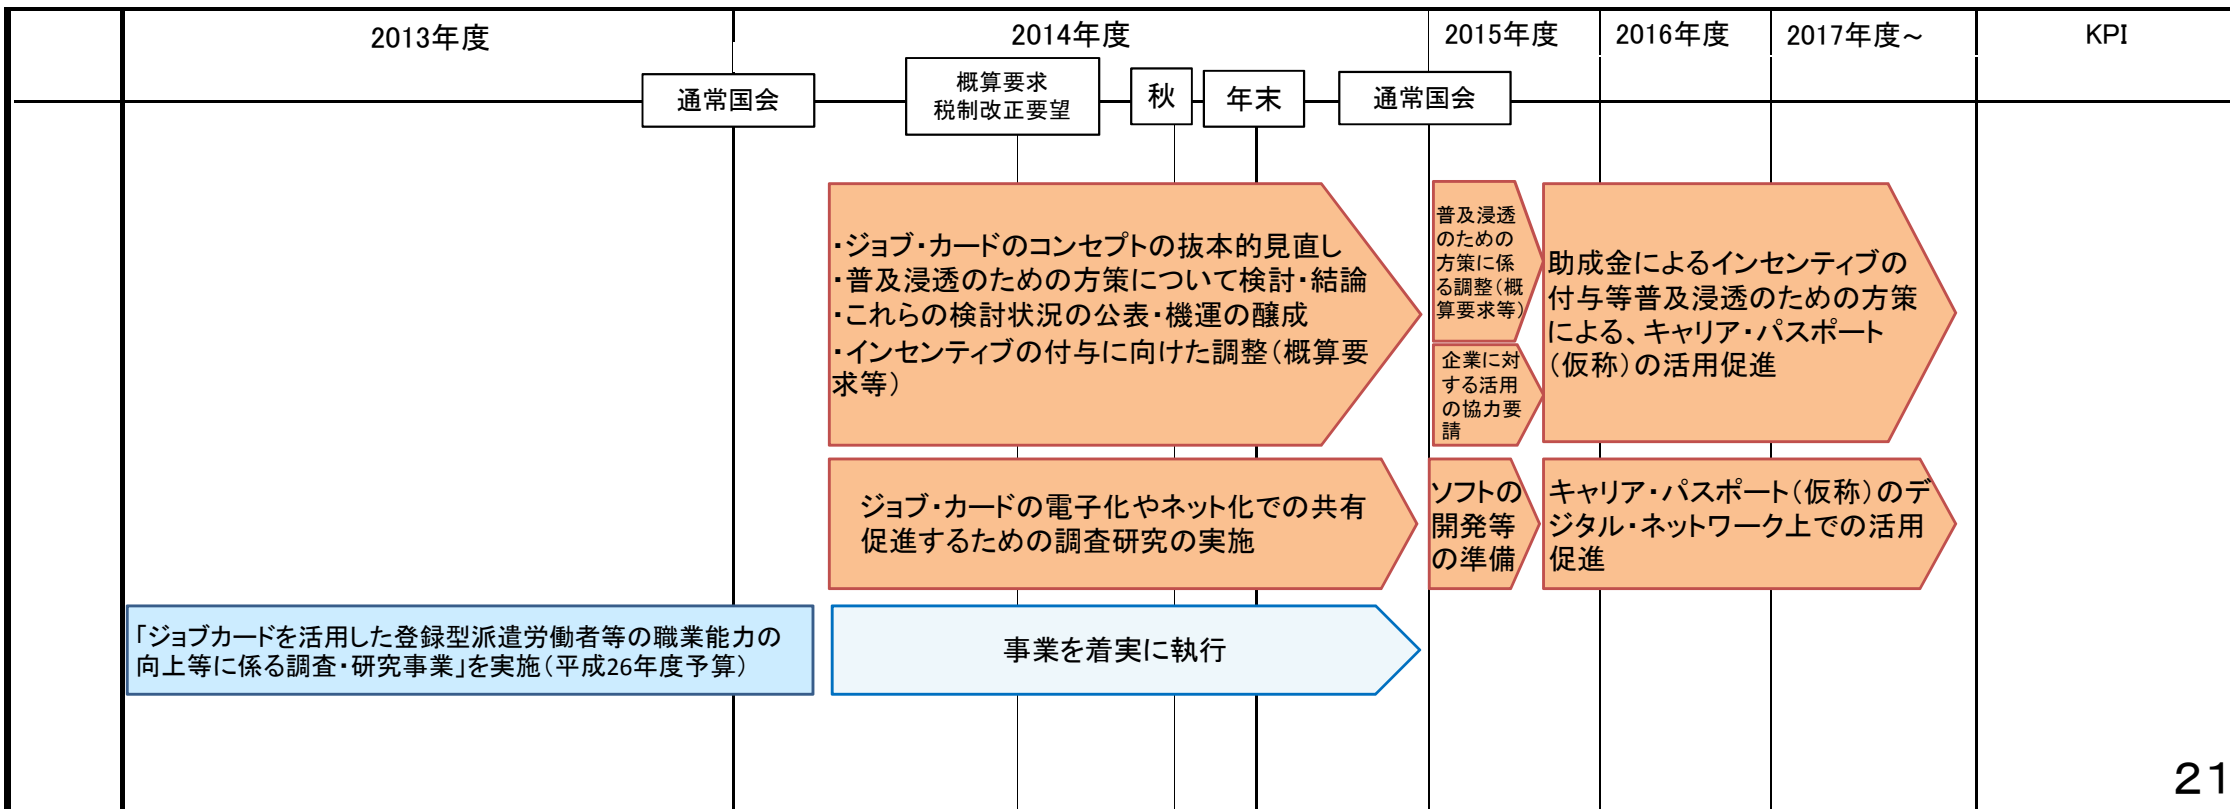 2013年度
2014年度
2015年度
2016年度
2017年度～
KPI
通常国会
概算要求
税制改正要望
秋
年末
通常国会
・ジョブ・カードのコンセプトの抜本的見直し
・普及浸透のための方策について検討・結論
・これらの検討状況の公表・機運の醸成
・インセンティブの付与に向けた調整（概算要
求等）
普及浸透
のための
方策に係
る調整（概
算要求等）
企業に対
する活用
の協力要
請
助成金によるインセンティブの
付与等普及浸透のための方策
による、キャリア・パスポート
（仮称）の活用促進
ジョブ・カードの電子化やネット化での共有
促進するための調査研究の実施
ソフトの
開発等
の準備
キャリア・パスポート（仮称）のデ
ジタル・ネットワーク上での活用
促進
「ジョブカードを活用した登録型派遣労働者等の職業能力の
向上等に係る調査・研究事業」を実施（平成26年度予算）
事業を着実に執行
21